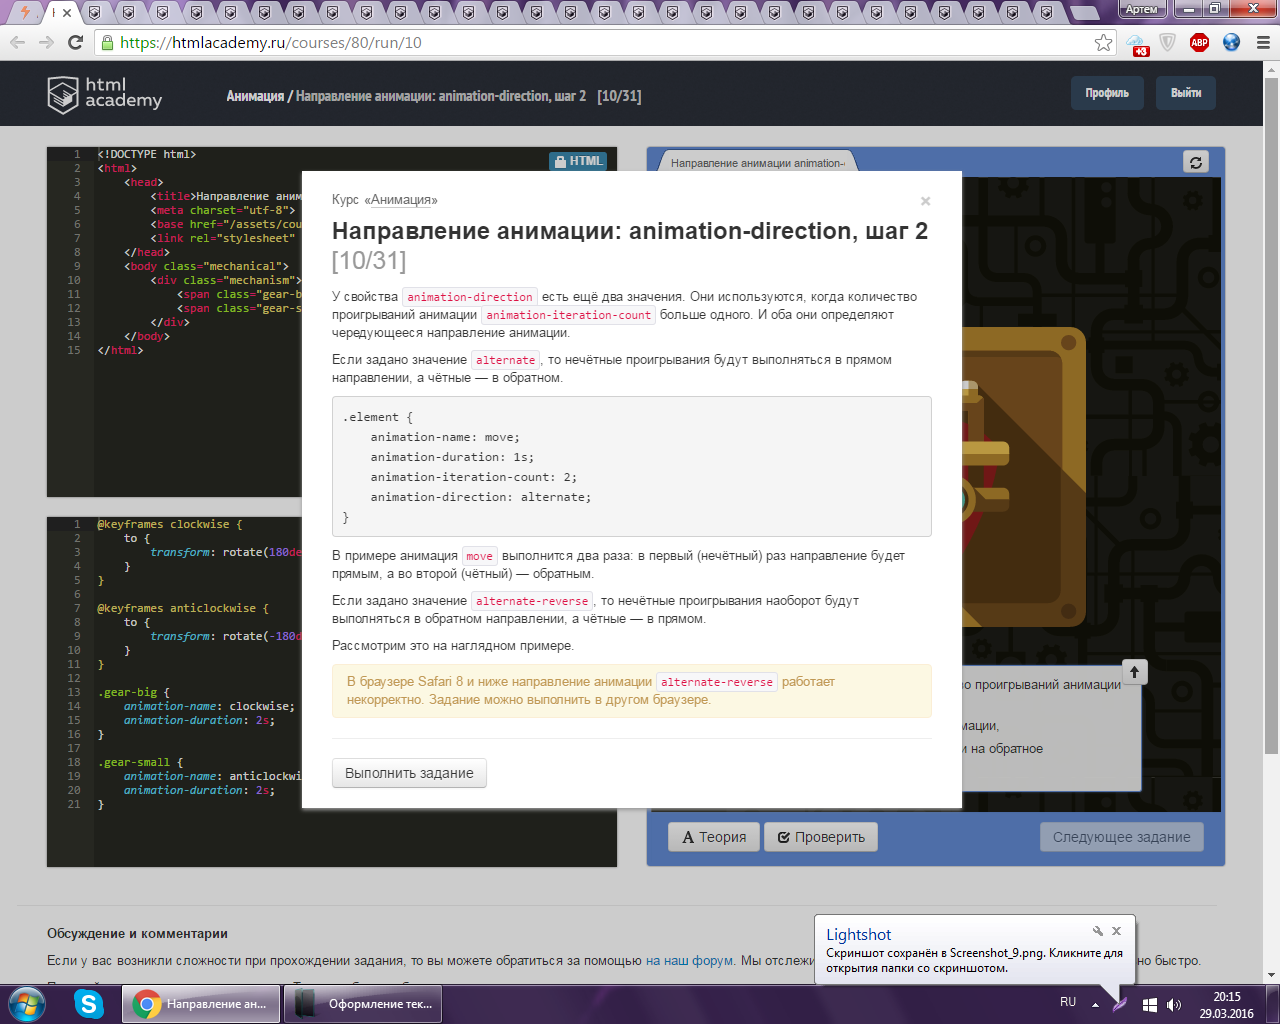 Артем
https://htmlacademy.ru/courses/80/run/10
+3
ABP
html
academy
Анимация / Направление анимации: animation-direction, шаг 2 [10/31]
Профиль
Выйти
1 <!DOCTYPE html>
2 <html>
3 <head>
4 <title>Направление
5 <meta charset="utf-8">
6 <base href="/assets/
7 <link rel="stylesheet"
8 </head>
9 <body class="mechanical">
10 <div class="mechanism">
11 <span class="gear-
12 <span class="gear-
13 </div>
14 </body>
15 </html>
HTML
Направление анимации animation-
Курс «Анимация»
×
Направление анимации: animation-direction, шаг 2
[10/31]
У свойства animation-direction есть ещё два значения. Они используются, когда количество
проигрываний анимации animation-iteration-count больше одного. И оба они определяют
чередующееся направление анимации.
Если задано значение alternate, то нечётные проигрывания будут выполняться в прямом
направлении, а чётные — в обратном.
.element {
animation-name: move;
animation-duration: 1s;
animation-iteration-count: 2;
animation-direction: alternate;
}
В примере анимация move выполнится два раза: в первый (нечётный) раз направление будет
прямым, а во второй (чётный) — обратным.
Если задано значение alternate-reverse, то нечётные проигрывания наоборот будут
выполняться в обратном направлении, а чётные — в прямом.
Рассмотрим это на наглядном примере.
В браузере Safari 8 и ниже направление анимации alternate-reverse работает
некорректно. Задание можно выполнить в другом браузере.
Выполнить задание
1 @keyframes clockwise {
2 to {
3 transform: rotate(180de
4 }
5 }
6
7 @keyframes anticlockwise {
8 to {
9 transform: rotate(-180d
10 }
11 }
12
13 .gear-big {
14 animation-name: clockwise;
15 animation-duration: 2s;
16 }
17
18 .gear-small {
19 animation-name: anticlockwi
20 animation-duration: 2s;
21 }
во проигрываний анимации
мации,
и на обратное
Теория
Проверить
Следующее задание
Обсуждение и комментарии
Если у вас возникли сложности при прохождении задания, то вы можете обратиться за помощью на наш форум. Мы отслежи
но быстро.
Lightshot
Скриншот сохранён в Screenshot_9.png. Кликните для
открытия папки со скриншотом.
Направление ан...
Оформление тек...
RU
20:15
29.03.2016